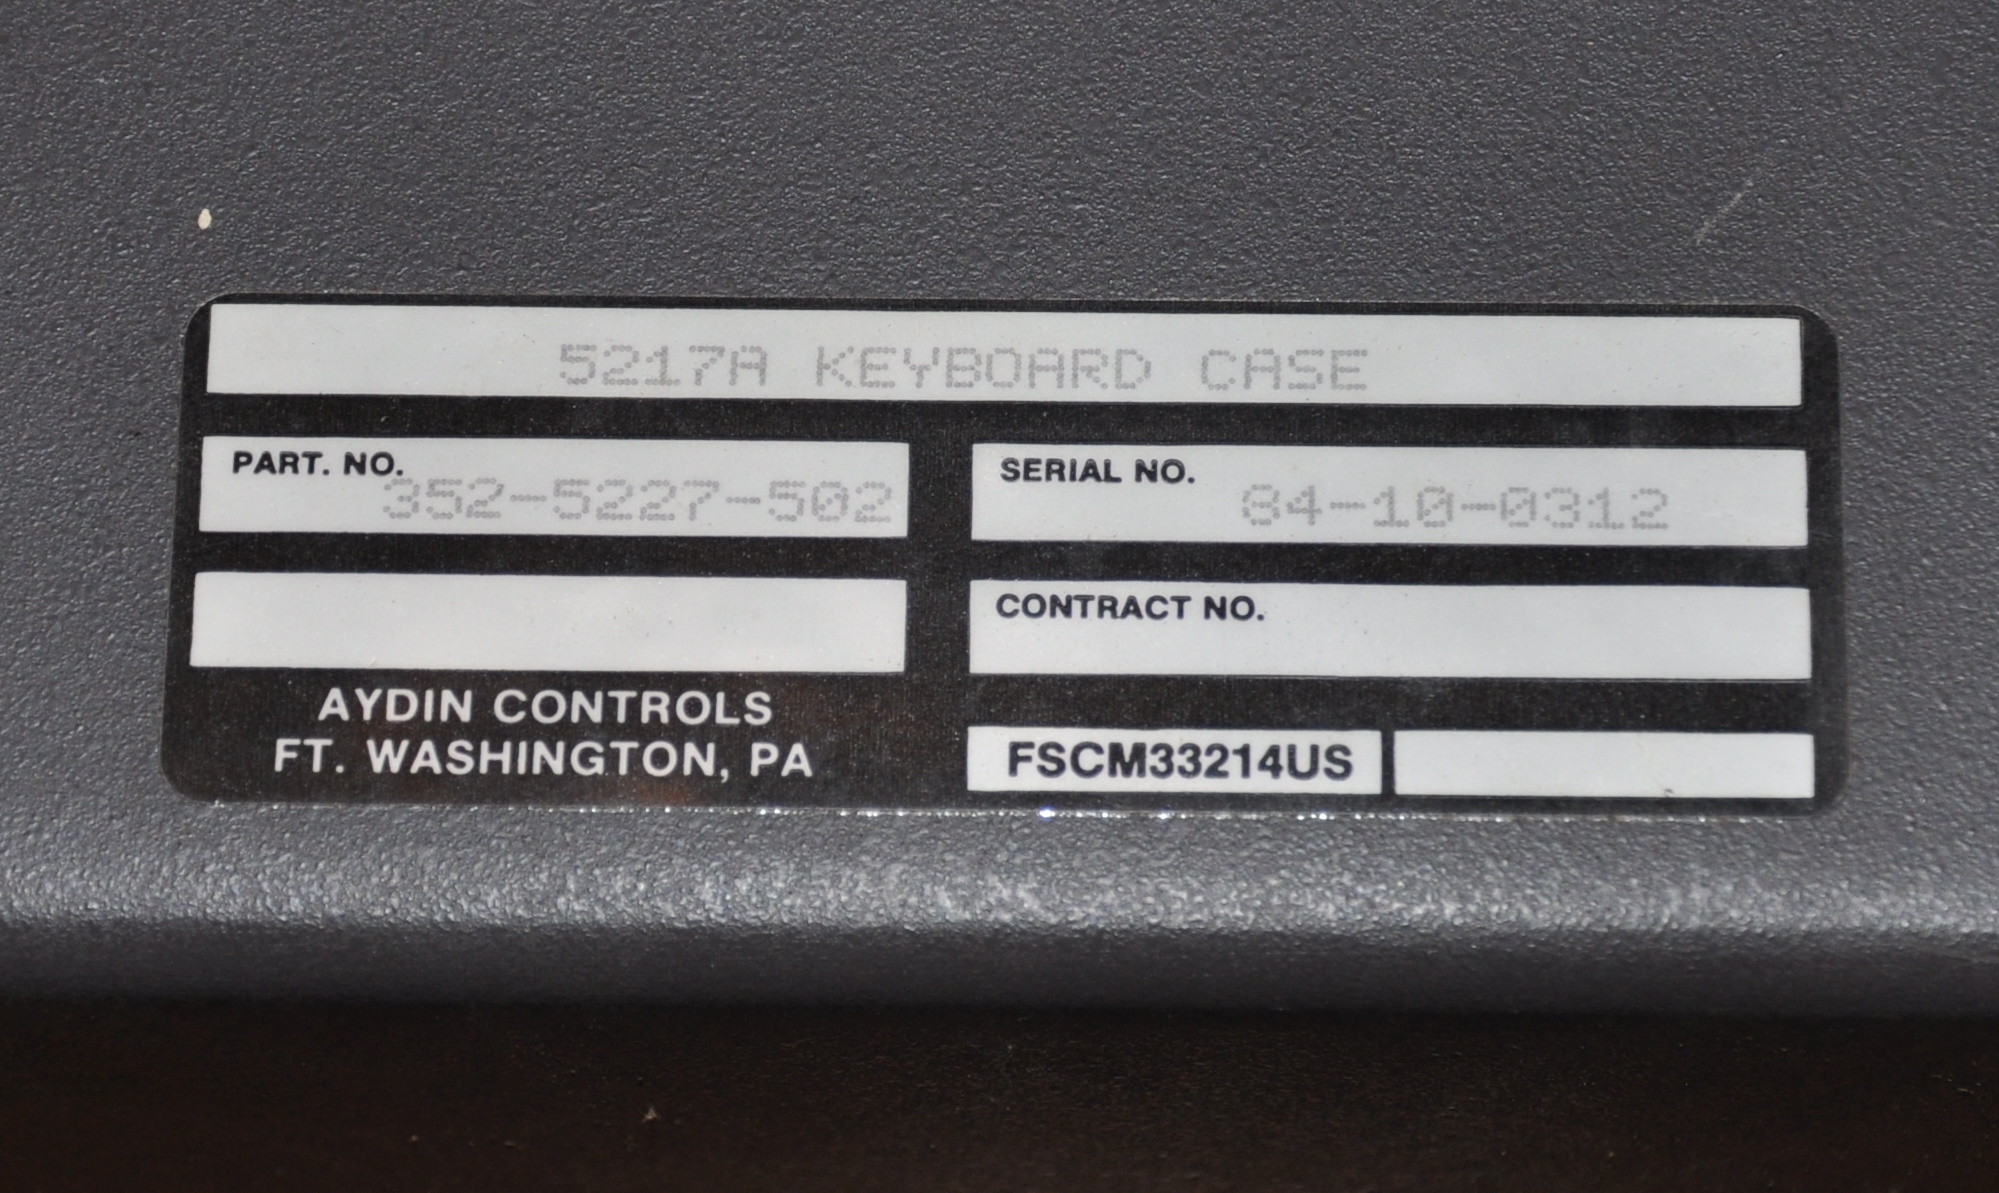 5217A KEYBOARD CASE
PART. NO.
352-5227-502
SERIAL NO.
84-10-0312
CONTRACT NO.
AYDIN CONTROLS
FT. WASHINGTON, PA
FSCM33214US